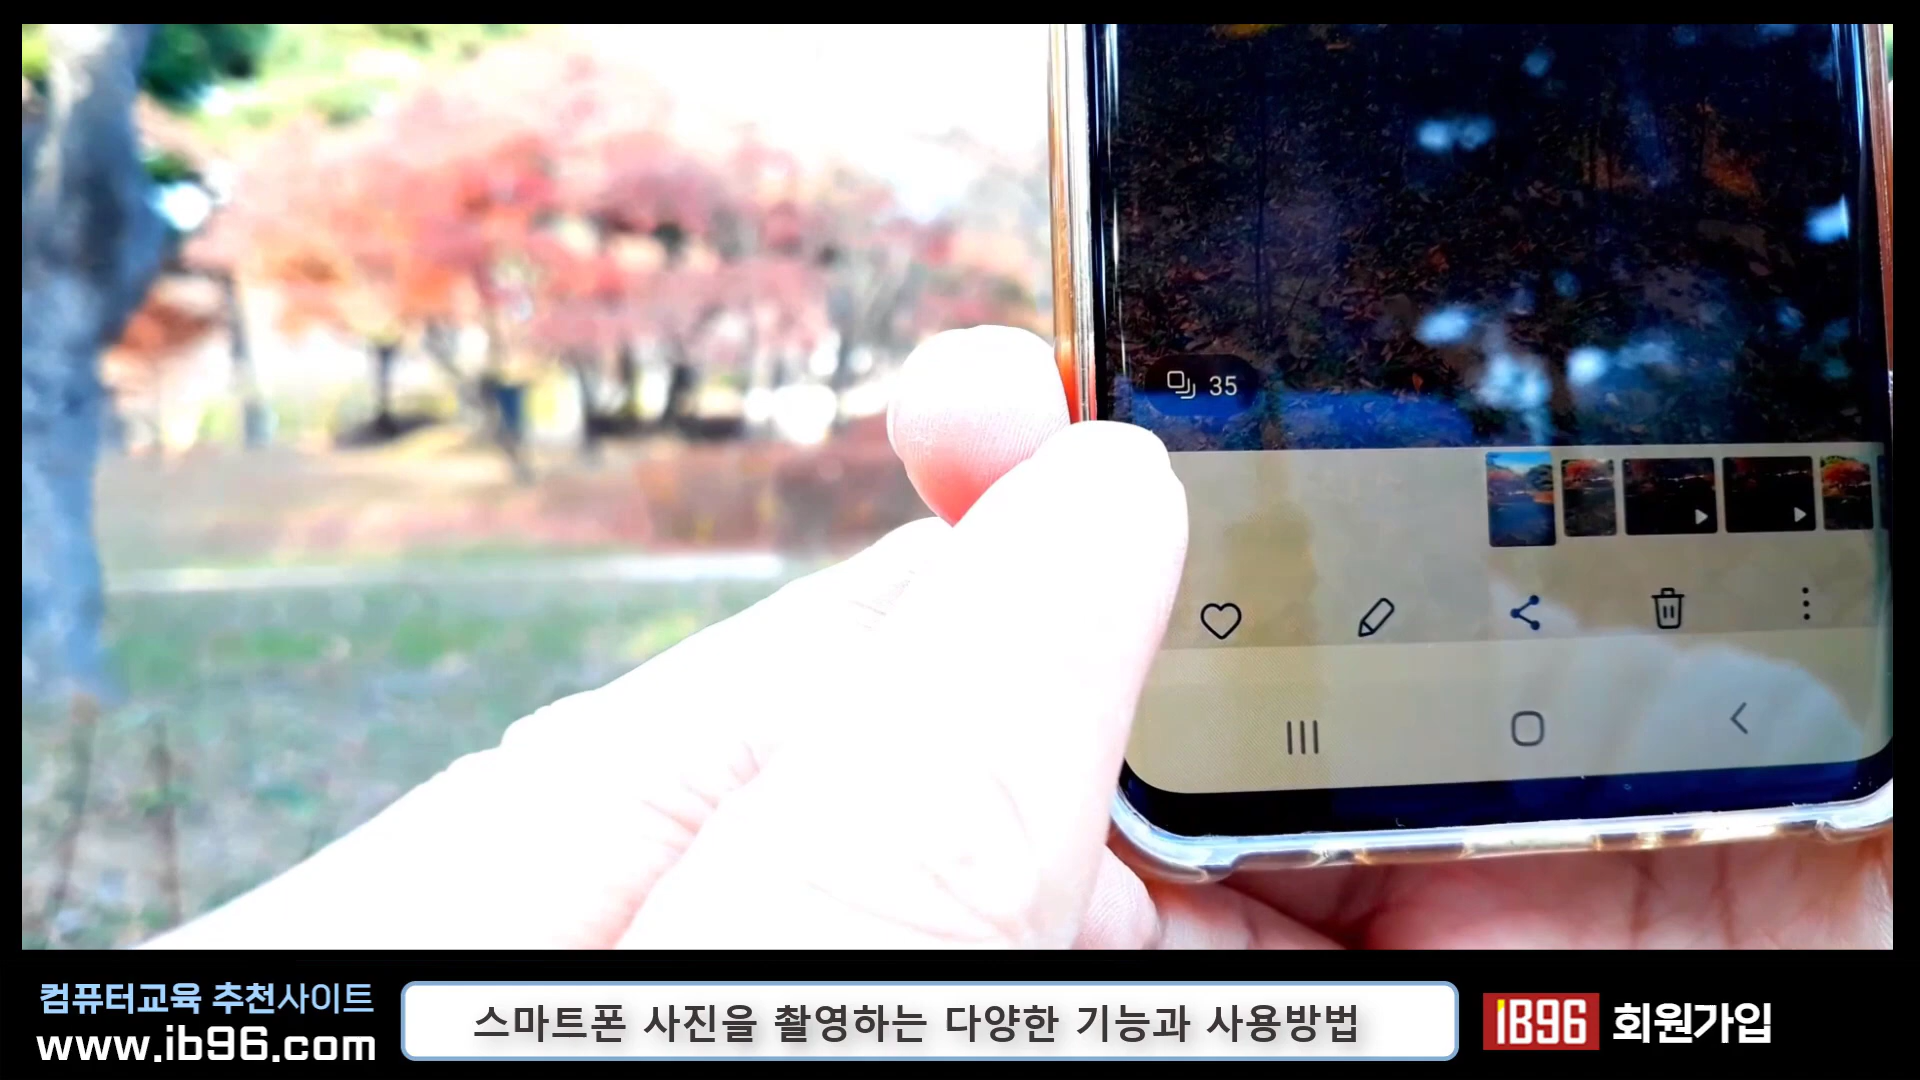 35
컴퓨터교육 추천사이트
www.ib96.com
스마트폰 사진을 촬영하는 다양한 기능과 사용방법
IB96 회원가입